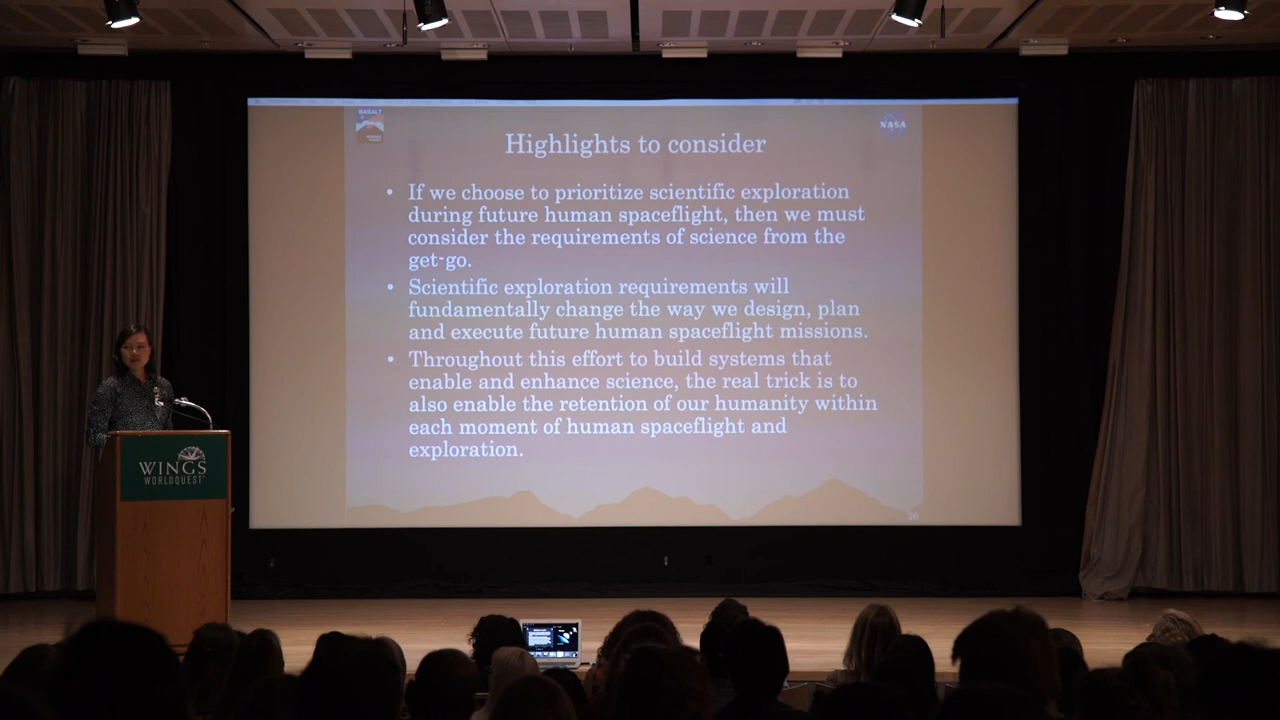 BASALT
NASA
Highlights to consider
• If we choose to prioritize scientific exploration
during future human spaceflight, then we must
consider the requirements of science from the
get-go.
• Scientific exploration requirements will
fundamentally change the way we design, plan
and execute future human spaceflight missions.
• Throughout this effort to build systems that
enable and enhance science, the real trick is to
also enable the retention of our humanity within
each moment of human spaceflight and
exploration.
26
WINGS
WORLDQUEST